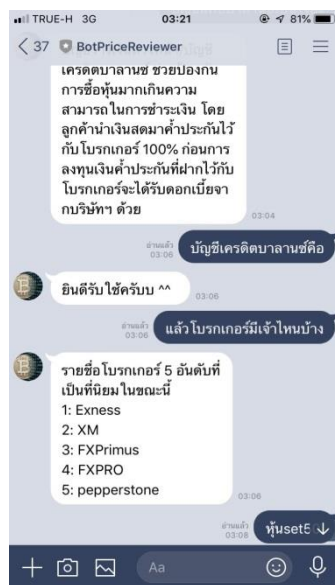 TRUE-H 3G 03:21 81%
37 BotPriceReviewer
เครดิตบาลานซ์ ช่วยป้องกัน
การซื้อหุ้นมากเกินความ
สามารถในการชำระเงิน โดย
ลูกค้านำเงินสดมาค้ำประกันไว้
กับโบรกเกอร์ 100% ก่อนการ
ลงทุนเงินค้ำประกันที่ฝากไว้กับ
โบรกเกอร์จะได้รับดอกเบี้ยจา
กบริษัทฯ ด้วย
03:04
อ่านแล้ว
03:06
บัญชีเครดิตบาลานซ์คือ
ยินดีรับใช้ครับบ ^^
03:06
อ่านแล้ว
03:06
แล้วโบรกเกอร์มีเจ้าไหนบ้าง
รายชื่อโบรกเกอร์ 5 อันดับที่
เป็นที่นิยมในขณะนี้
1: Exness
2: XM
3: FXPrimus
4: FXPRO
5: pepperstone
03:06
อ่านแล้ว
03:08
หุ้นset5
Aa